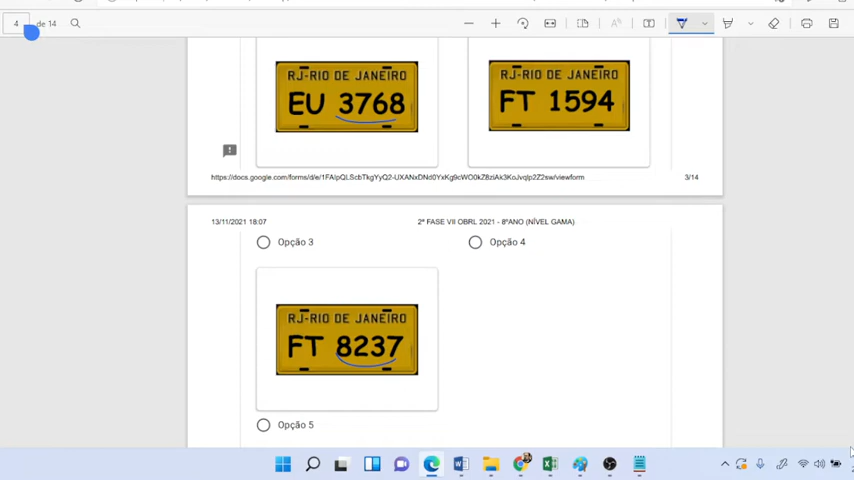 4 de 14
RJ-RIO DE JANEIRO
EU 3768
RJ-RIO DE JANEIRO
FT 1594
https://docs.google.com/forms/d/e/1FAIpQLScbTkgYyQ2-UXANxDNd0YxKg9cWO0kZ8ziAk3KoJvqIp2Z2sw/viewform 3/14
13/11/2021 18:07 2ª FASE VII OBRL 2021 - 8ºANO (NÍVEL GAMA)
Opção 3 Opção 4
RJ-RIO DE JANEIRO
FT 8237
Opção 5